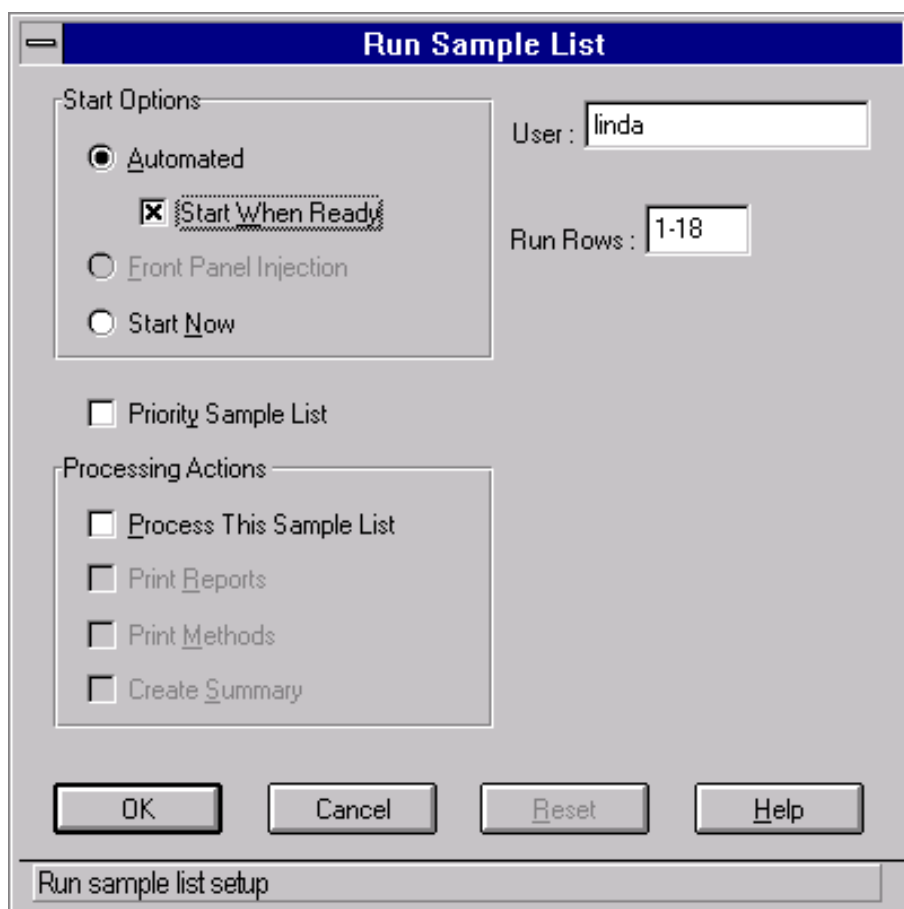 Run Sample List
Start Options
Automated
Start When Ready
Front Panel Injection
Start Now
User : linda
Run Rows : 1-18
Priority Sample List
Processing Actions
Process This Sample List
Print Reports
Print Methods
Create Summary
OK Cancel Reset Help
Run sample list setup